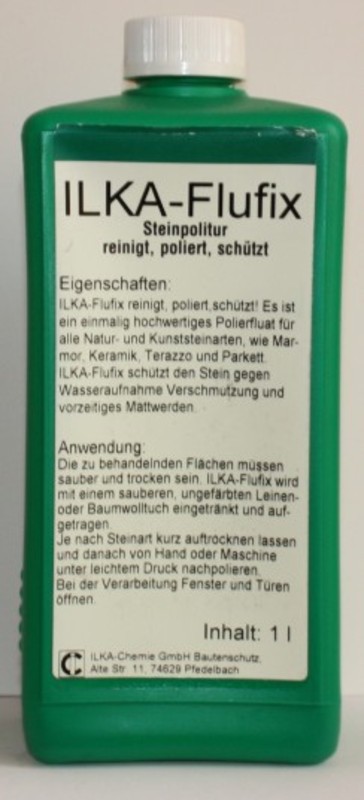 ILKA-Flufix
Steinpolitur
reinigt, poliert, schützt
Eigenschaften:
ILKA-Flufix reinigt, poliert,schützt! Es ist
ein einmalig hochwertiges Polierfluat für
alle Natur- und Kunststeinarten, wie Mar-
mor, Keramik, Terazzo und Parkett.
ILKA-Flufix schützt den Stein gegen
Wasseraufnahme Verschmutzung und
vorzeitiges Mattwerden.
Anwendung:
Die zu behandelnden Flächen müssen
sauber und trocken sein. ILKA-Flufix wird
mit einem sauberen, ungefärbten Leinen-
oder Baumwolltuch eingetränkt und auf-
getragen.
Je nach Steinart kurz auftrocknen lassen
und danach von Hand oder Maschine
unter leichtem Druck nachpolieren.
Bei der Verarbeitung Fenster und Türen
öffnen.
Inhalt: 1 l
ILKA-Chemie GmbH Bautenschutz,
Alte Str. 11, 74629 Pfedelbach